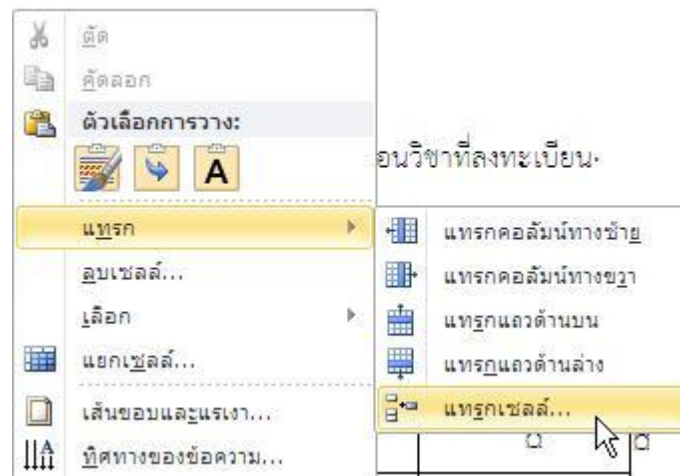 ตัด
คัดลอก
ตัวเลือกการวาง:
A
อนวิชาที่ลงทะเบียน
แทรก
ลบเซลล์...
เลือก
แยกเซลล์...
เส้นขอบและแรเงา...
ทิศทางของข้อความ...
แทรกคอลัมน์ทางซ้าย
แทรกคอลัมน์ทางขวา
แทรกแถวด้านบน
แทรกแถวด้านล่าง
แทรกเซลล์...